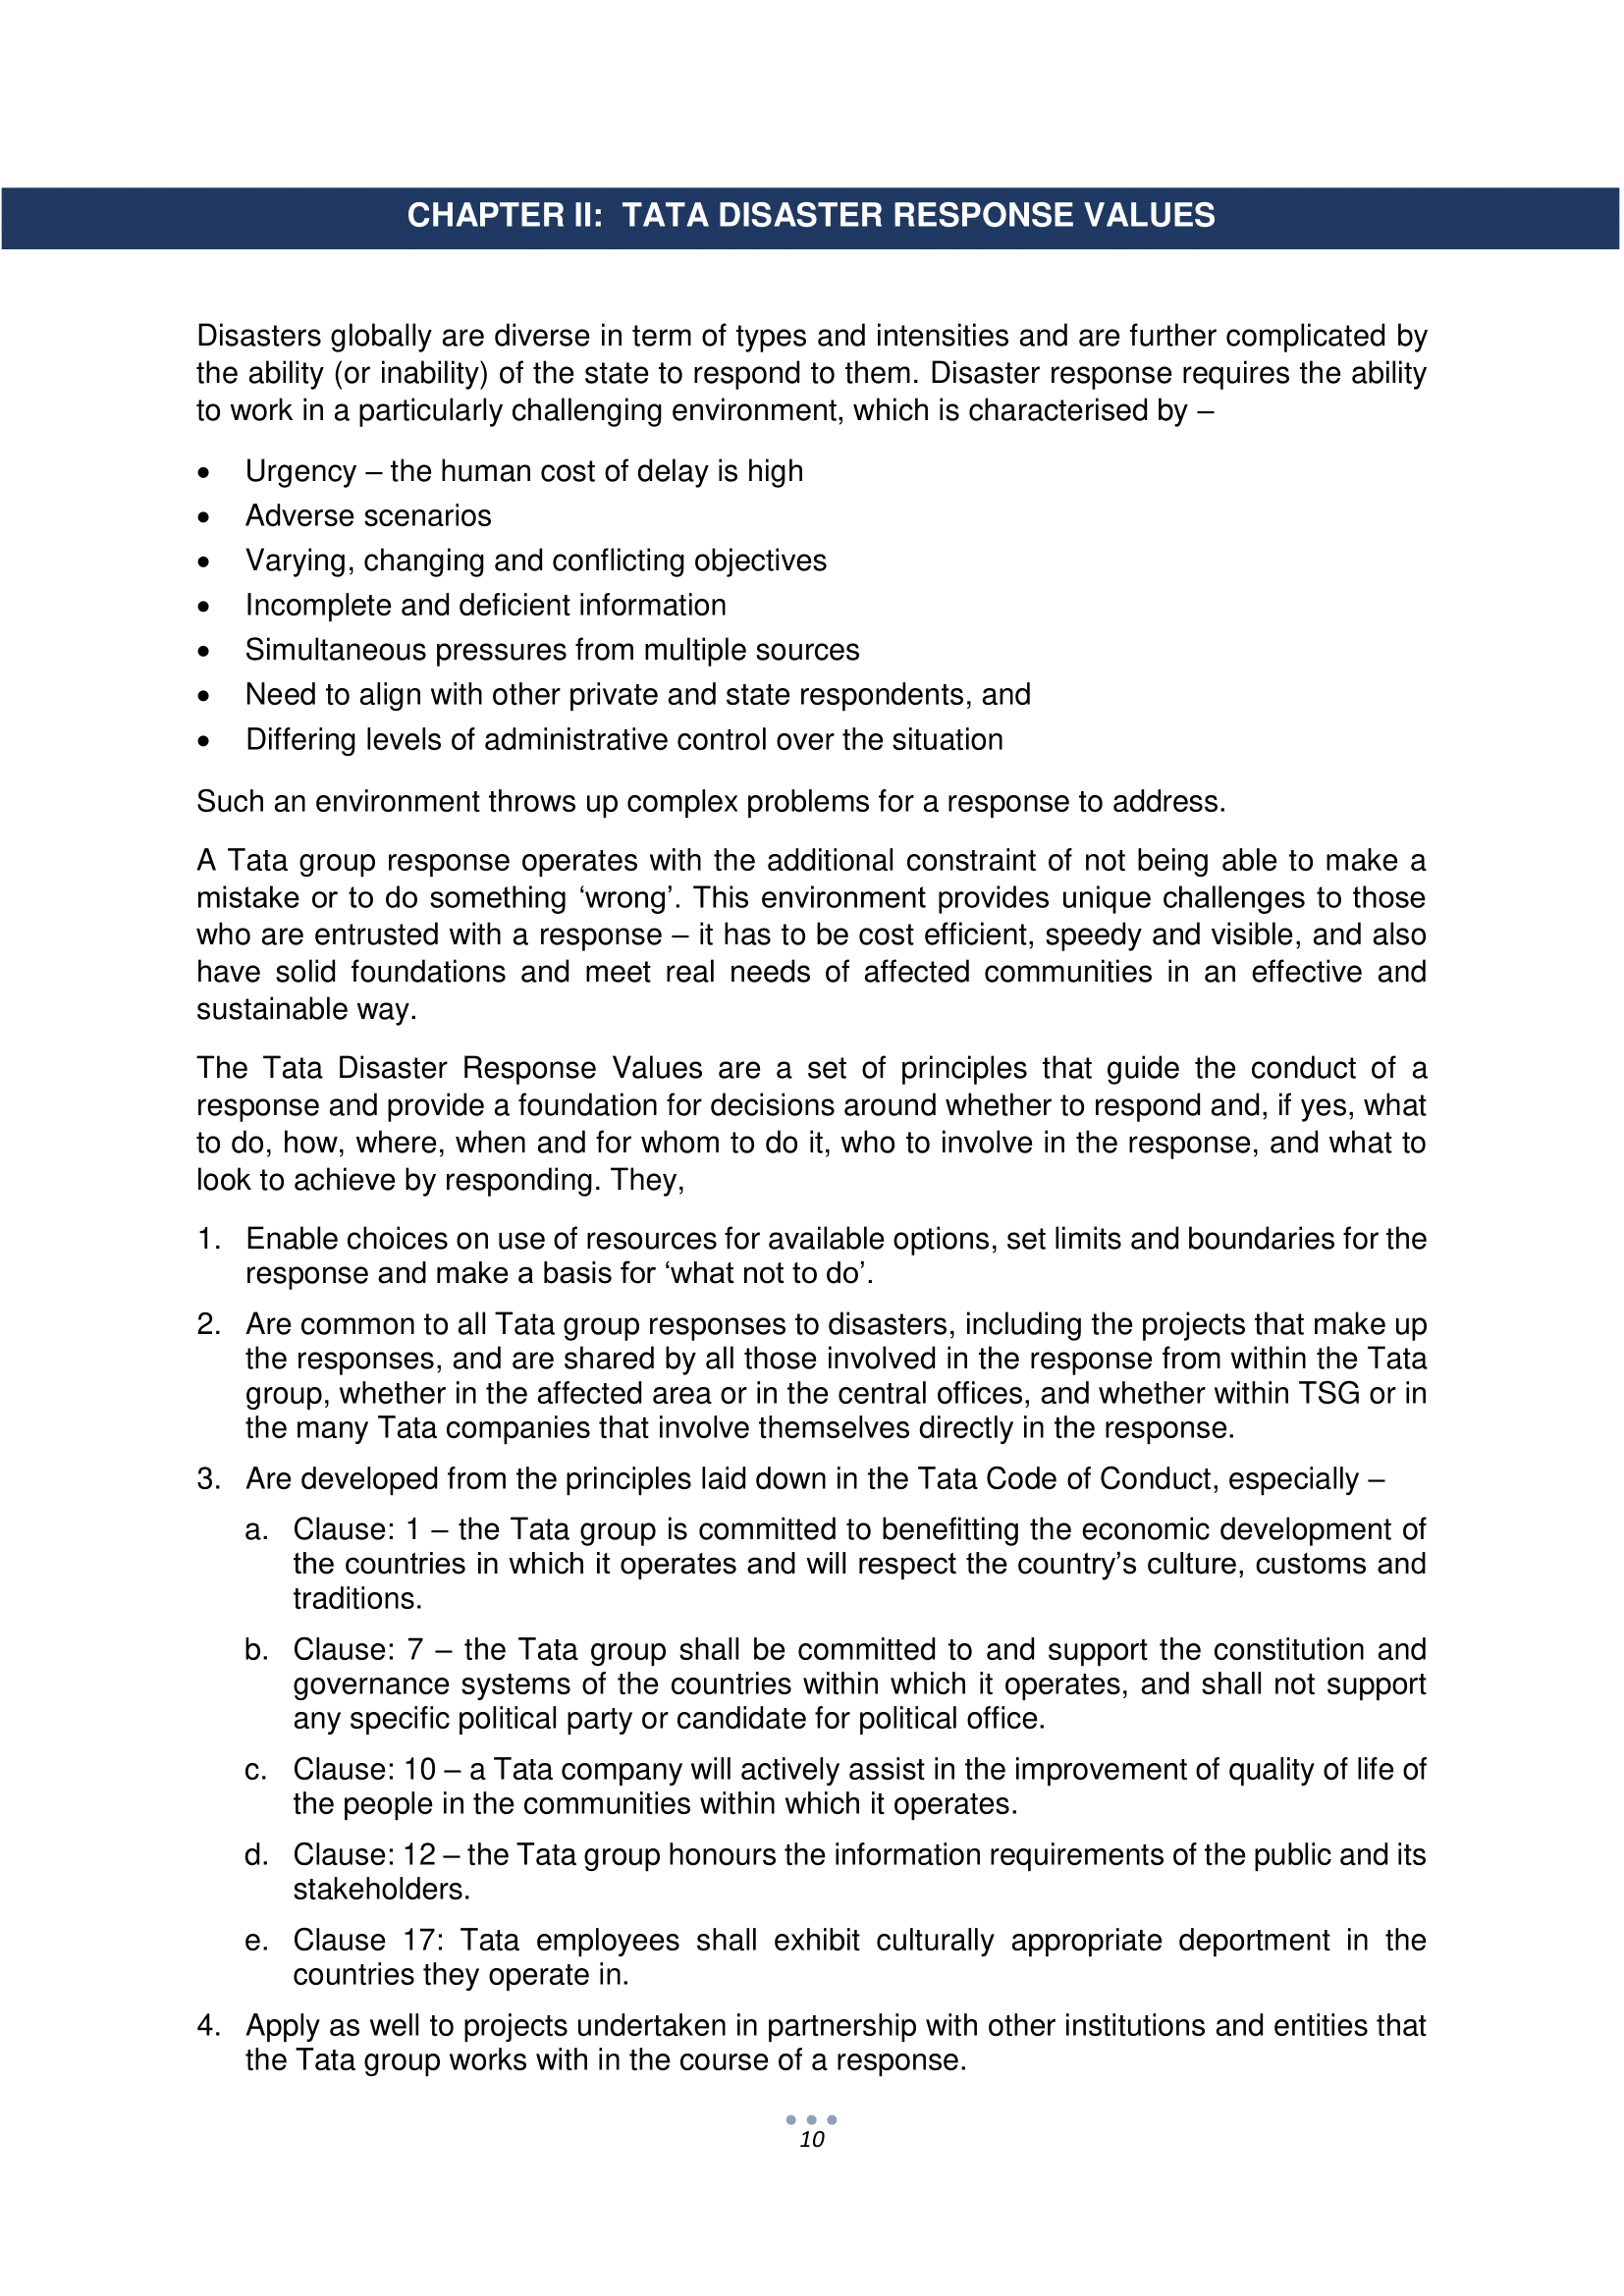 CHAPTER II: TATA DISASTER RESPONSE VALUES
Disasters globally are diverse in term of types and intensities and are further complicated by
the ability (or inability) of the state to respond to them. Disaster response requires the ability
to work in a particularly challenging environment, which is characterised by –
• Urgency – the human cost of delay is high
• Adverse scenarios
• Varying, changing and conflicting objectives
• Incomplete and deficient information
• Simultaneous pressures from multiple sources
• Need to align with other private and state respondents, and
• Differing levels of administrative control over the situation
Such an environment throws up complex problems for a response to address.
A Tata group response operates with the additional constraint of not being able to make a
mistake or to do something ‘wrong’. This environment provides unique challenges to those
who are entrusted with a response – it has to be cost efficient, speedy and visible, and also
have solid foundations and meet real needs of affected communities in an effective and
sustainable way.
The Tata Disaster Response Values are a set of principles that guide the conduct of a
response and provide a foundation for decisions around whether to respond and, if yes, what
to do, how, where, when and for whom to do it, who to involve in the response, and what to
look to achieve by responding. They,
1. Enable choices on use of resources for available options, set limits and boundaries for the
response and make a basis for ‘what not to do’.
2. Are common to all Tata group responses to disasters, including the projects that make up
the responses, and are shared by all those involved in the response from within the Tata
group, whether in the affected area or in the central offices, and whether within TSG or in
the many Tata companies that involve themselves directly in the response.
3. Are developed from the principles laid down in the Tata Code of Conduct, especially –
a. Clause: 1 – the Tata group is committed to benefitting the economic development of
the countries in which it operates and will respect the country’s culture, customs and
traditions.
b. Clause: 7 – the Tata group shall be committed to and support the constitution and
governance systems of the countries within which it operates, and shall not support
any specific political party or candidate for political office.
c. Clause: 10 – a Tata company will actively assist in the improvement of quality of life of
the people in the communities within which it operates.
d. Clause: 12 – the Tata group honours the information requirements of the public and its
stakeholders.
e. Clause 17: Tata employees shall exhibit culturally appropriate deportment in the
countries they operate in.
4. Apply as well to projects undertaken in partnership with other institutions and entities that
the Tata group works with in the course of a response.
10